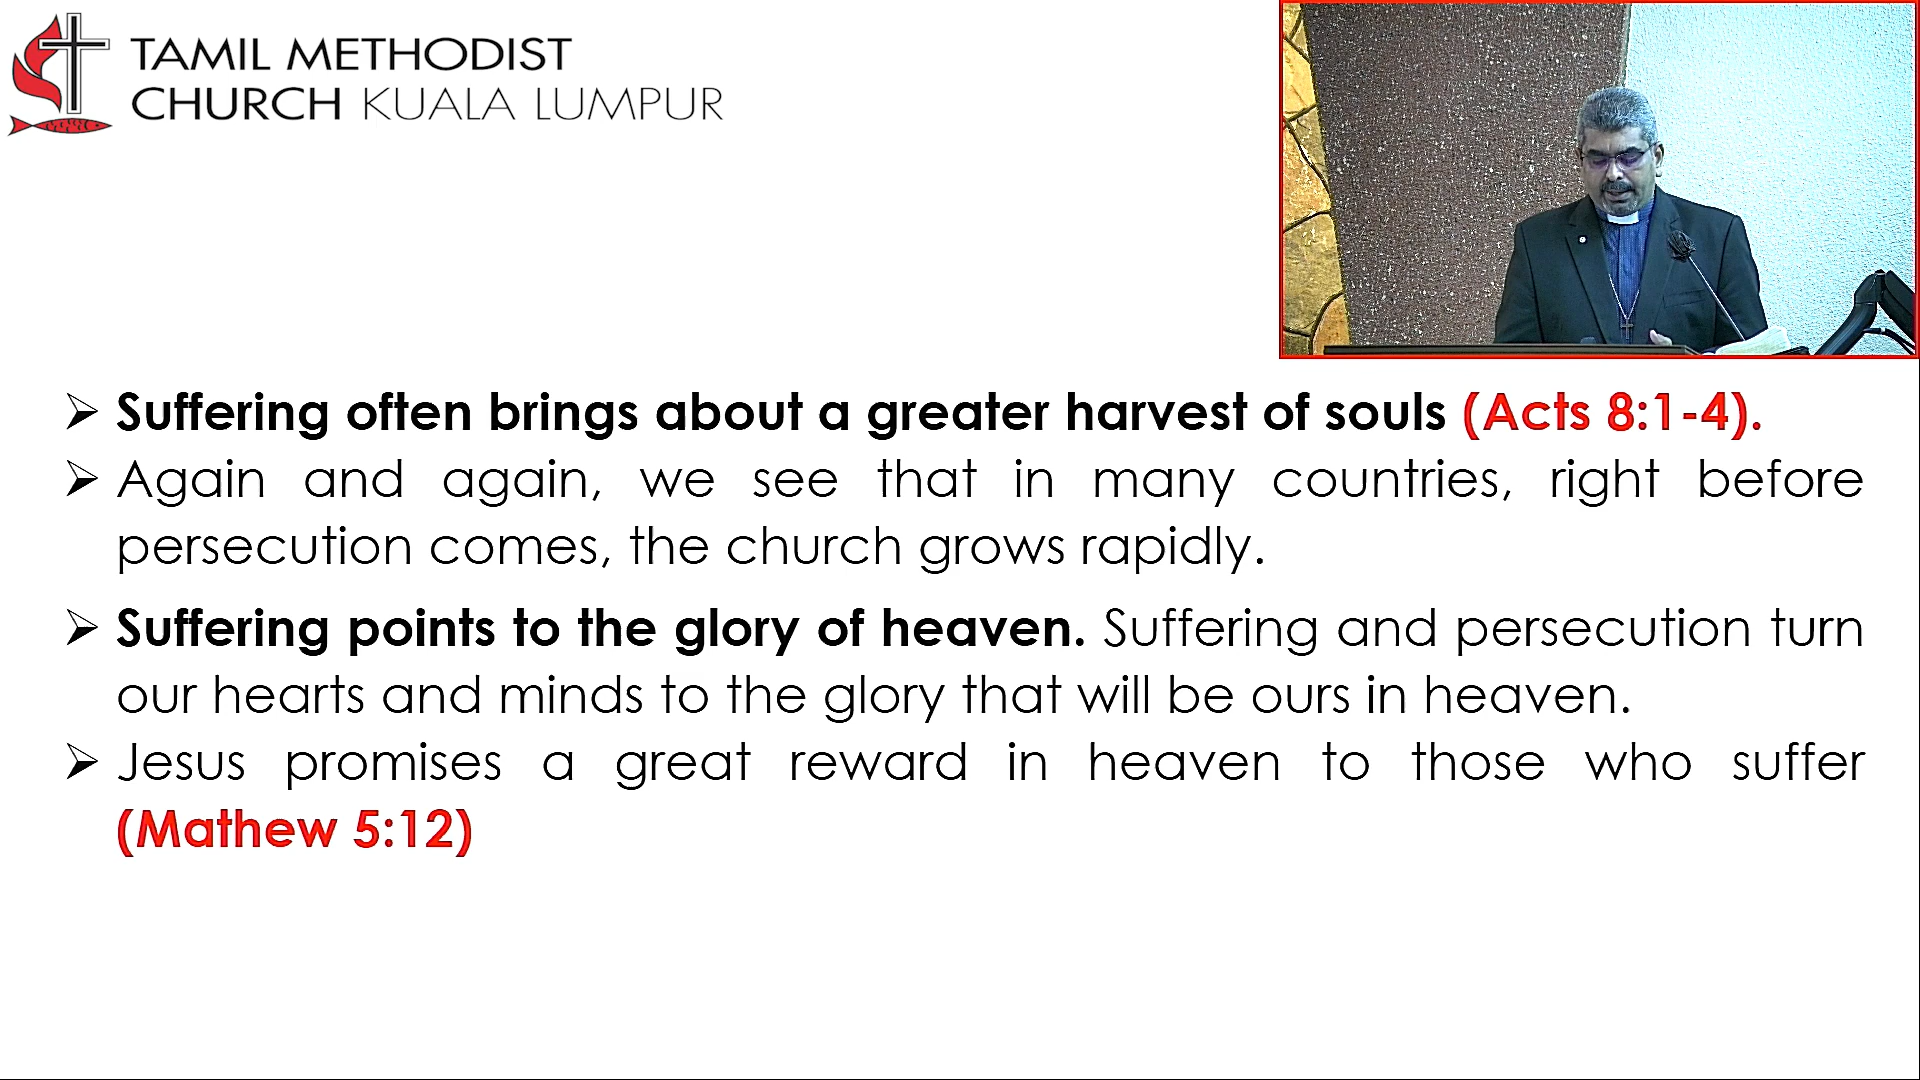 TAMIL METHODIST
CHURCH KUALA LUMPUR
➢ Suffering often brings about a greater harvest of souls (Acts 8:1-4).
➢ Again and again, we see that in many countries, right before
persecution comes, the church grows rapidly.
➢ Suffering points to the glory of heaven. Suffering and persecution turn
our hearts and minds to the glory that will be ours in heaven.
➢ Jesus promises a great reward in heaven to those who suffer
(Mathew 5:12)